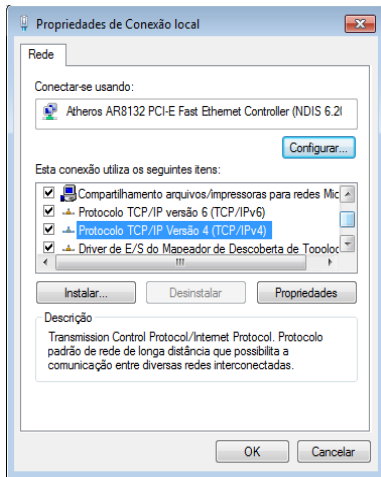 Propriedades de Conexão local
Rede
Conectar-se usando:
Atheros AR8132 PCI-E Fast Ethernet Controller (NDIS 6.20
Configurar...
Esta conexão utiliza os seguintes itens:
Compartilhamento arquivos/impressoras para redes Mic
Protocolo TCP/IP versão 6 (TCP/IPv6)
Protocolo TCP/IP Versão 4 (TCP/IPv4)
Driver de E/S do Mapeador de Descoberta de Topoloc
Instalar...
Desinstalar
Propriedades
Descrição
Transmission Control Protocol/Internet Protocol. Protocolo
padrão de rede de longa distância que possibilita a
comunicação entre diversas redes interconectadas.
OK
Cancelar